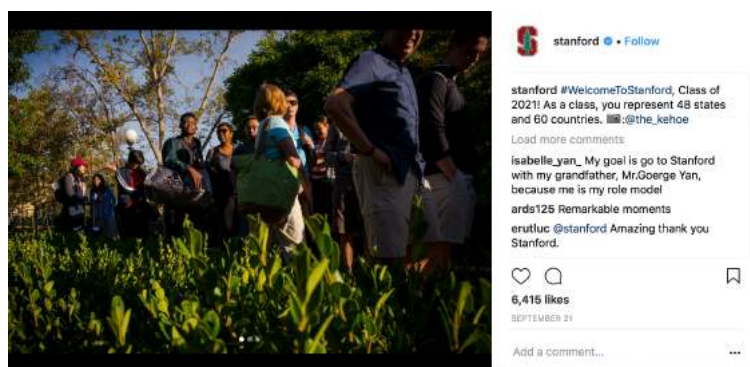 stanford • Follow
stanford #WelcomeToStanford, Class of
2021! As a class, you represent 48 states
and 60 countries. 📷:@the_kehoe
Load more comments
isabelle_yan_ My goal is go to Stanford
with my grandfather, Mr.Goerge Yan,
because me is my role model
ards125 Remarkable moments
erutluc @stanford Amazing thank you
Stanford.
6,415 likes
SEPTEMBER 21
Add a comment...